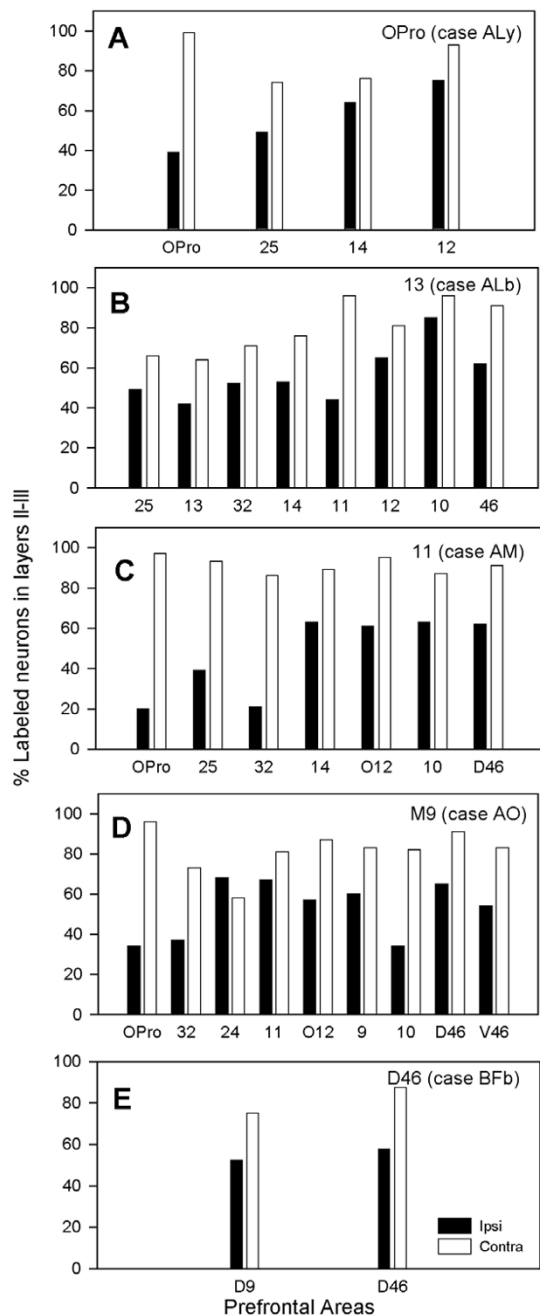 A
OPro (case ALy)
100
80
60
40
20
0
OPro 25 14 12
B
13 (case ALb)
100
80
60
40
20
0
25 13 32 14 11 12 10 46
C
11 (case AM)
100
80
60
40
20
0
OPro 25 32 14 O12 10 D46
D
M9 (case AO)
100
80
60
40
20
0
OPro 32 24 11 O12 9 10 D46 V46
E
D46 (case BFb)
100
80
60
40
20
0
Ipsi
Contra
D9 D46
Prefrontal Areas
% Labeled neurons in layers II-III